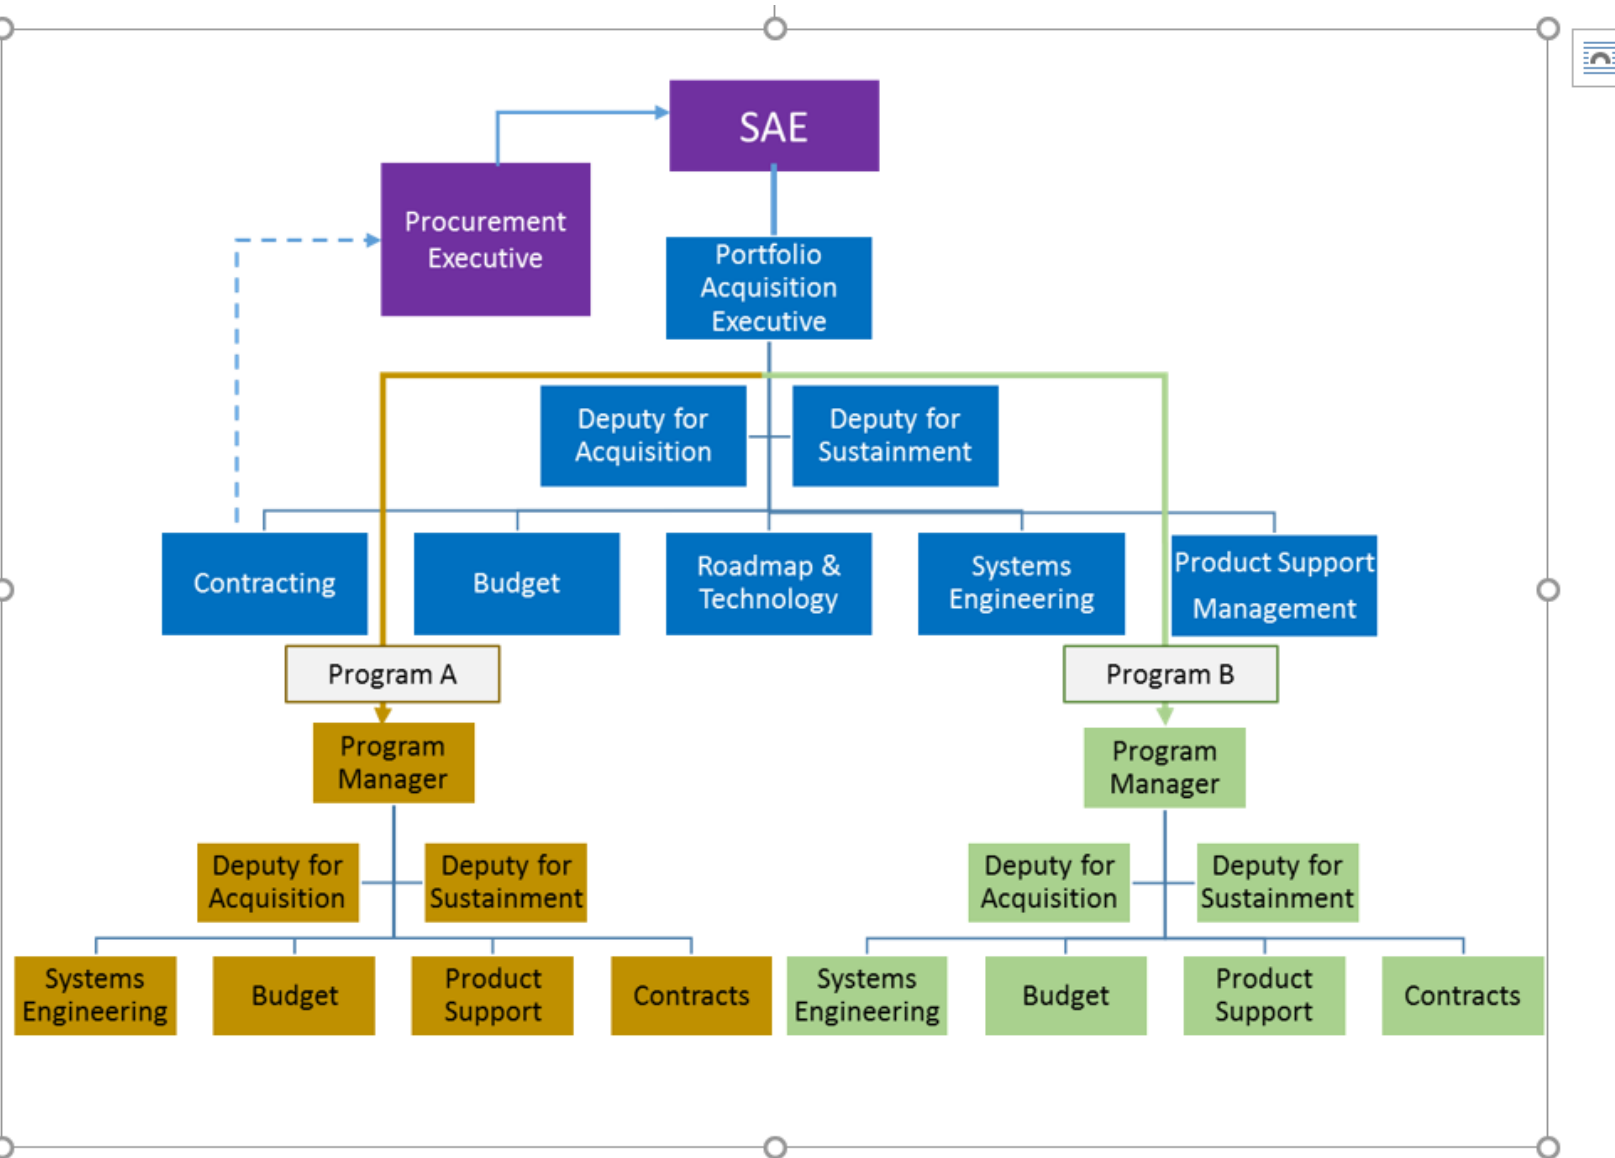 SAE
Procurement
Executive
Portfolio
Acquisition
Executive
Deputy for
Acquisition
Deputy for
Sustainment
Contracting
Budget
Roadmap &
Technology
Systems
Engineering
Product Support
Management
Program A
Program B
Program
Manager
Program
Manager
Deputy for
Acquisition
Deputy for
Sustainment
Deputy for
Acquisition
Deputy for
Sustainment
Systems
Engineering
Budget
Product
Support
Contracts
Systems
Engineering
Budget
Product
Support
Contracts